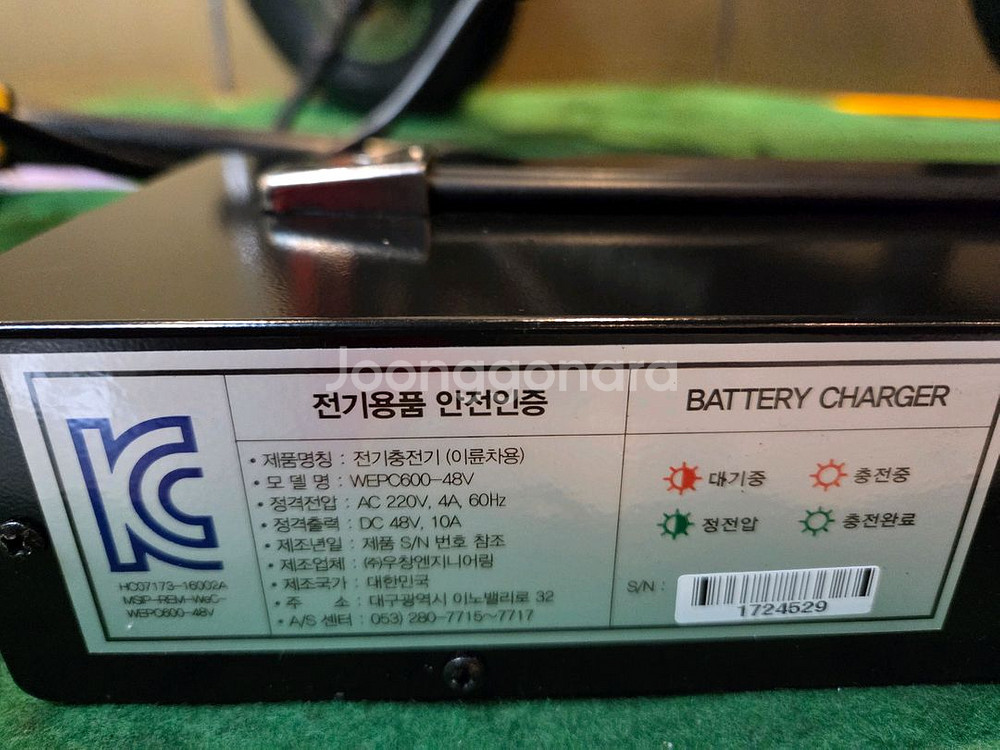 Joonggonara
전기용품 안전인증
BATTERY CHARGER
• 제품명칭 : 전기충전기 (이륜차용)
• 모 델 명 : WEPC600-48V
• 정격전압 : AC 220V, 4A, 60Hz
• 정격출력 : DC 48V, 10A
• 제조년일 : 제품 S/N 번호 참조
• 제조업체 : ㈜우창엔지니어링
• 제조국가 : 대한민국
• 주 소 : 대구광역시 이노밸리로 32
• A/S 센터 : 053) 280-7715~7717
KC
HC07173-16002A
MSIP-REM-WeC-
WEPC600-48V
대기중
충전중
정전압
충전완료
S/N :
1724529